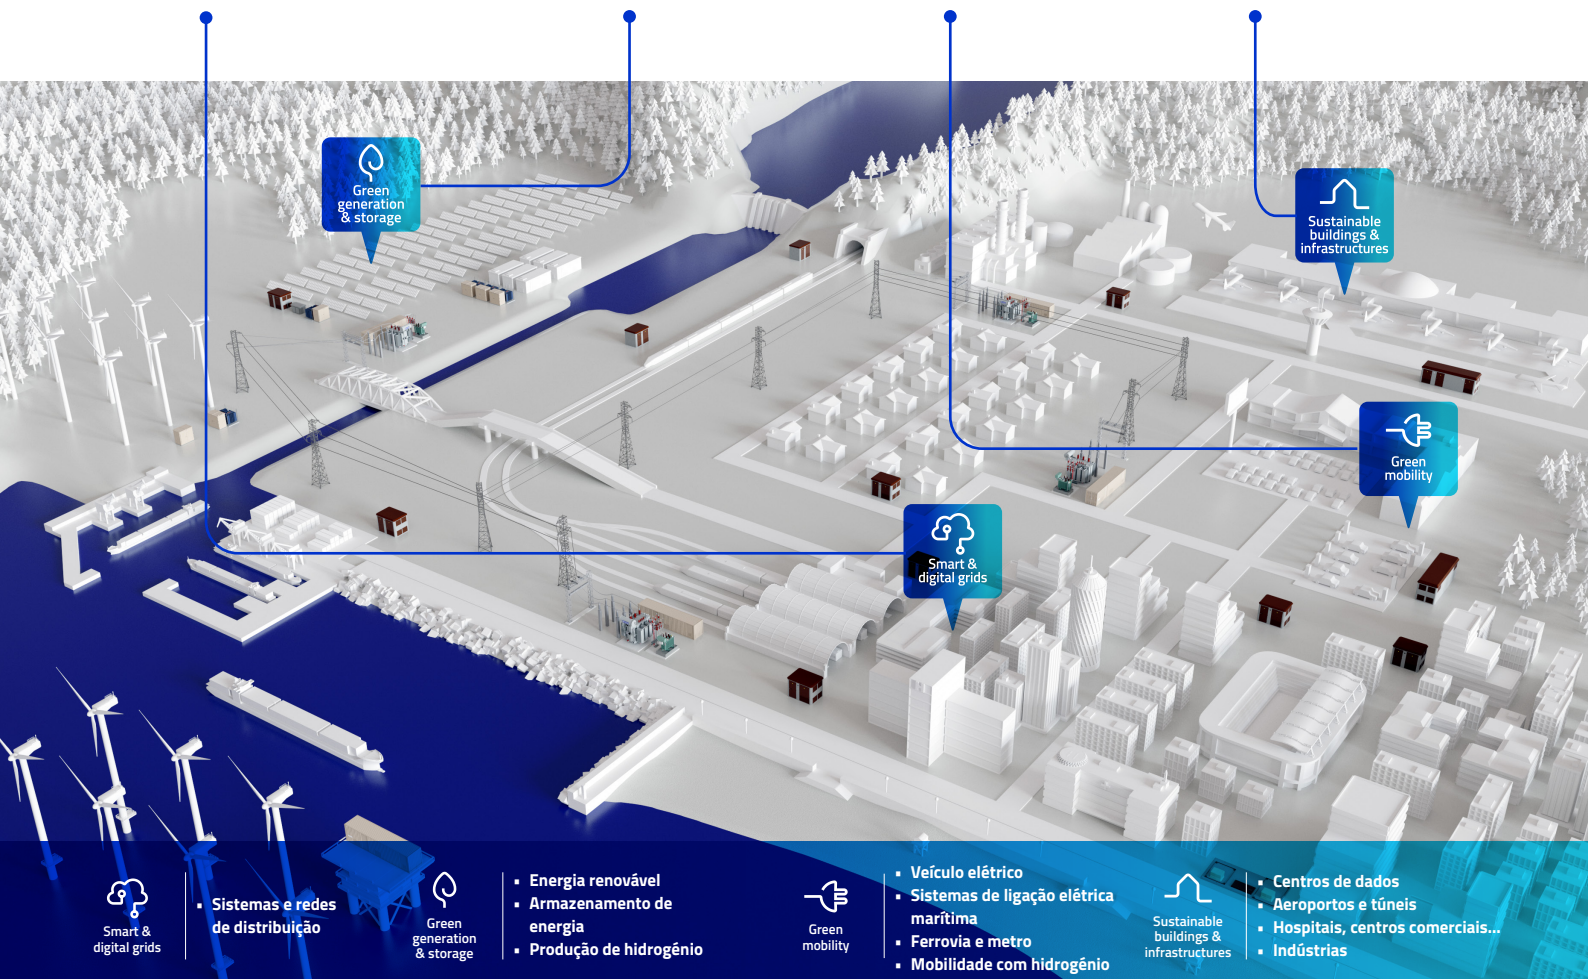 Green
generation
& storage
Sustainable
buildings &
infrastructures
Green
mobility
Smart &
digital grids
Smart &
digital grids
▪ Sistemas e redes
de distribuição
Green
generation
& storage
▪ Energia renovável
▪ Armazenamento de
energia
▪ Produção de hidrogénio
Green
mobility
▪ Veículo elétrico
▪ Sistemas de ligação elétrica
marítima
▪ Ferrovia e metro
▪ Mobilidade com hidrogénio
Sustainable
buildings &
infrastructures
▪ Centros de dados
▪ Aeroportos e túneis
▪ Hospitais, centros comerciais...
▪ Indústrias